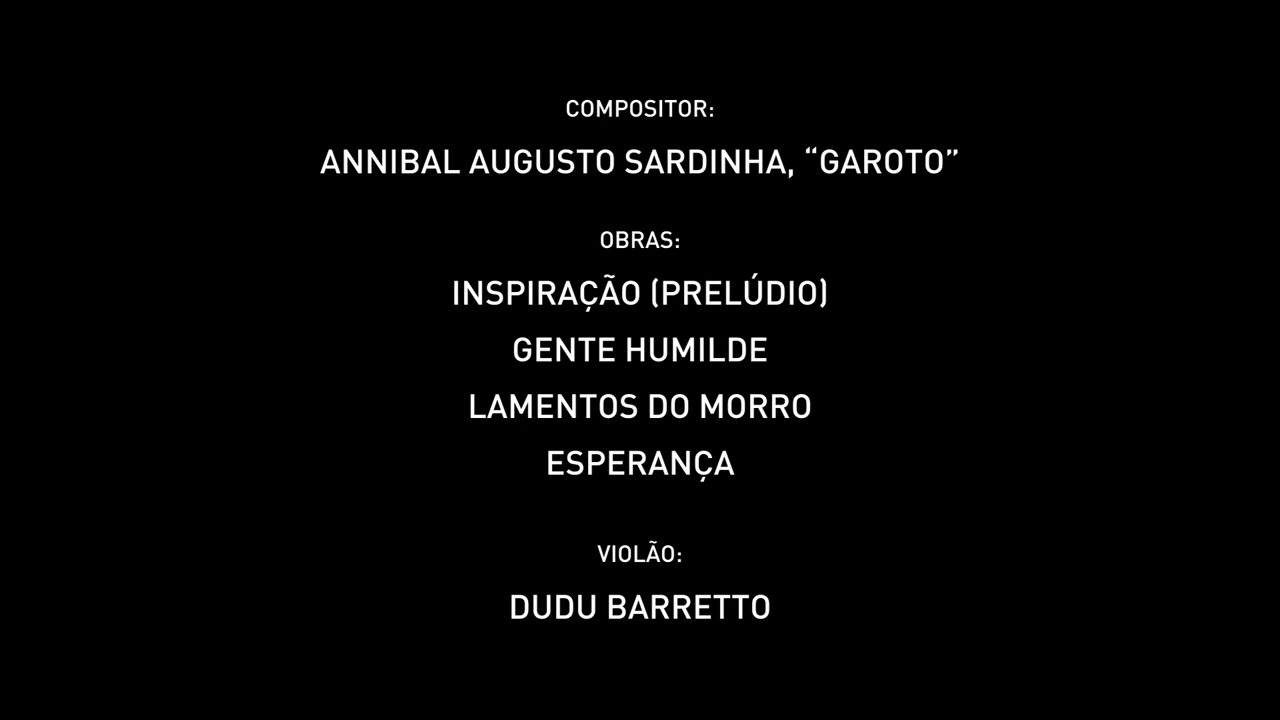 COMPOSITOR:
ANNIBAL AUGUSTO SARDINHA, “GAROTO”
OBRAS:
INSPIRAÇÃO (PRELÚDIO)
GENTE HUMILDE
LAMENTOS DO MORRO
ESPERANÇA
VIOLÃO:
DUDU BARRETTO